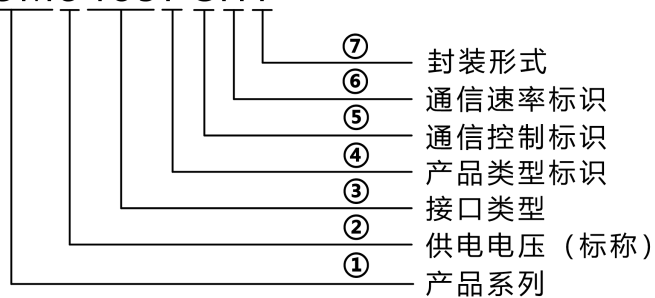 ⑦ 封装形式
⑥ 通信速率标识
⑤ 通信控制标识
④ 产品类型标识
③ 接口类型
② 供电电压（标称）
① 产品系列